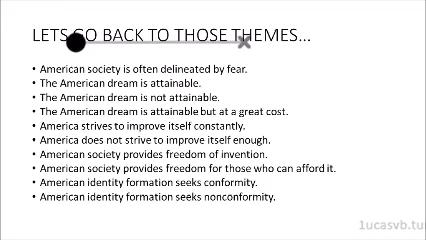 LETS GO BACK TO THOSE THEMES...
• American society is often delineated by fear.
• The American dream is attainable.
• The American dream is not attainable.
• The American dream is attainable but at a great cost.
• America strives to improve itself constantly.
• America does not strive to improve itself enough.
• American society provides freedom of invention.
• American society provides freedom for those who can afford it.
• American identity formation seeks conformity.
• American identity formation seeks nonconformity.
1ucasvb.tu